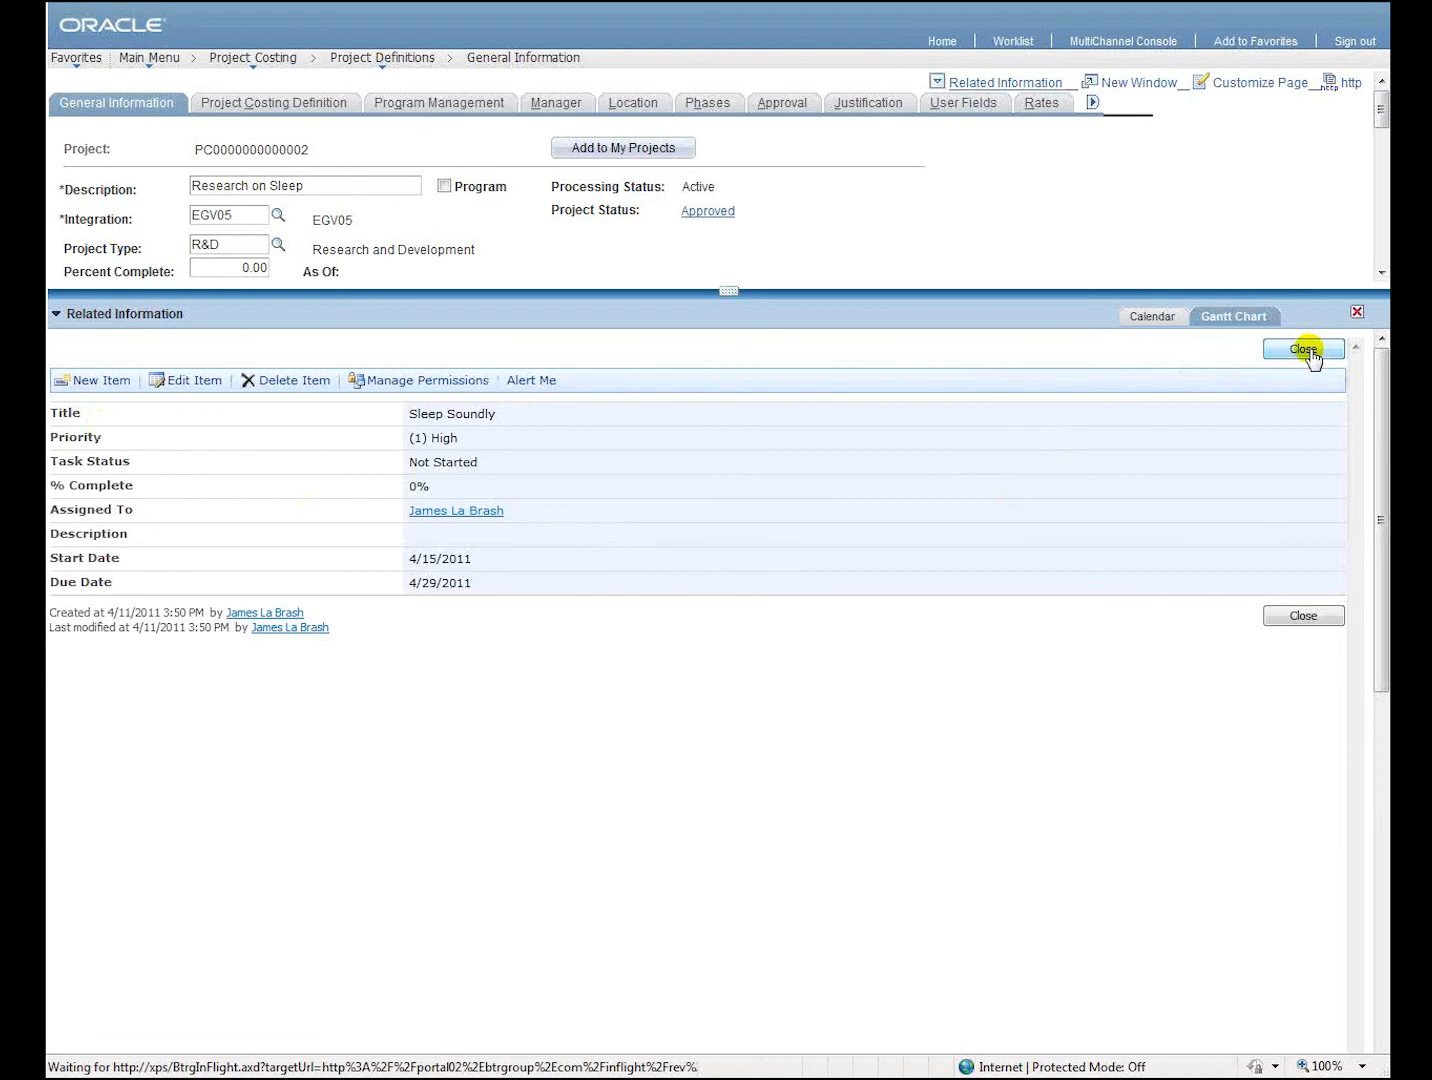 ORACLE
Home Worklist MultiChannel Console Add to Favorites Sign out
Favorites Main Menu > Project Costing > Project Definitions > General Information
Related Information New Window Customize Page http
General Information Project Costing Definition Program Management Manager Location Phases Approval Justification User Fields Rates
Project: PC0000000000002 Add to My Projects
*Description: Research on Sleep Program Processing Status: Active
*Integration: EGV05 EGV05 Project Status: Approved
Project Type: R&D Research and Development
Percent Complete: 0.00 As Of:
Related Information Calendar Gantt Chart
Close
New Item Edit Item Delete Item Manage Permissions Alert Me
Title Sleep Soundly
Priority (1) High
Task Status Not Started
% Complete 0%
Assigned To James La Brash
Description
Start Date 4/15/2011
Due Date 4/29/2011
Created at 4/11/2011 3:50 PM by James La Brash
Close
Last modified at 4/11/2011 3:50 PM by James La Brash
Waiting for http://xps/BtrgInFlight.axd?targetUrl=http%3A%2F%2Fportal02%2Ebtrgroup%2Ecom%2Finflight%2Frev% Internet | Protected Mode: Off 100%